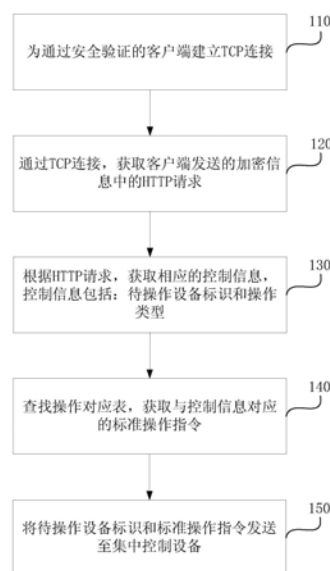 110
为通过安全验证的客户端建立TCP连接
120
通过TCP连接，获取客户端发送的加密信
息中的HTTP请求
130
根据HTTP请求，获取相应的控制信息，
控制信息包括：待操作设备标识和操作
类型
140
查找操作对应表，获取与控制信息对应
的标准操作指令
150
将待操作设备标识和标准操作指令发送
至集中控制设备